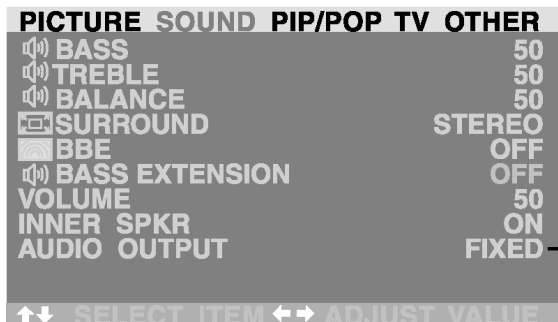 PICTURE SOUND PIP/POP TV OTHER
BASS 50
TREBLE 50
BALANCE 50
SURROUND STEREO
BBE OFF
BASS EXTENSION OFF
VOLUME 50
INNER SPKR ON
AUDIO OUTPUT FIXED
SELECT ITEM ADJUST VALUE